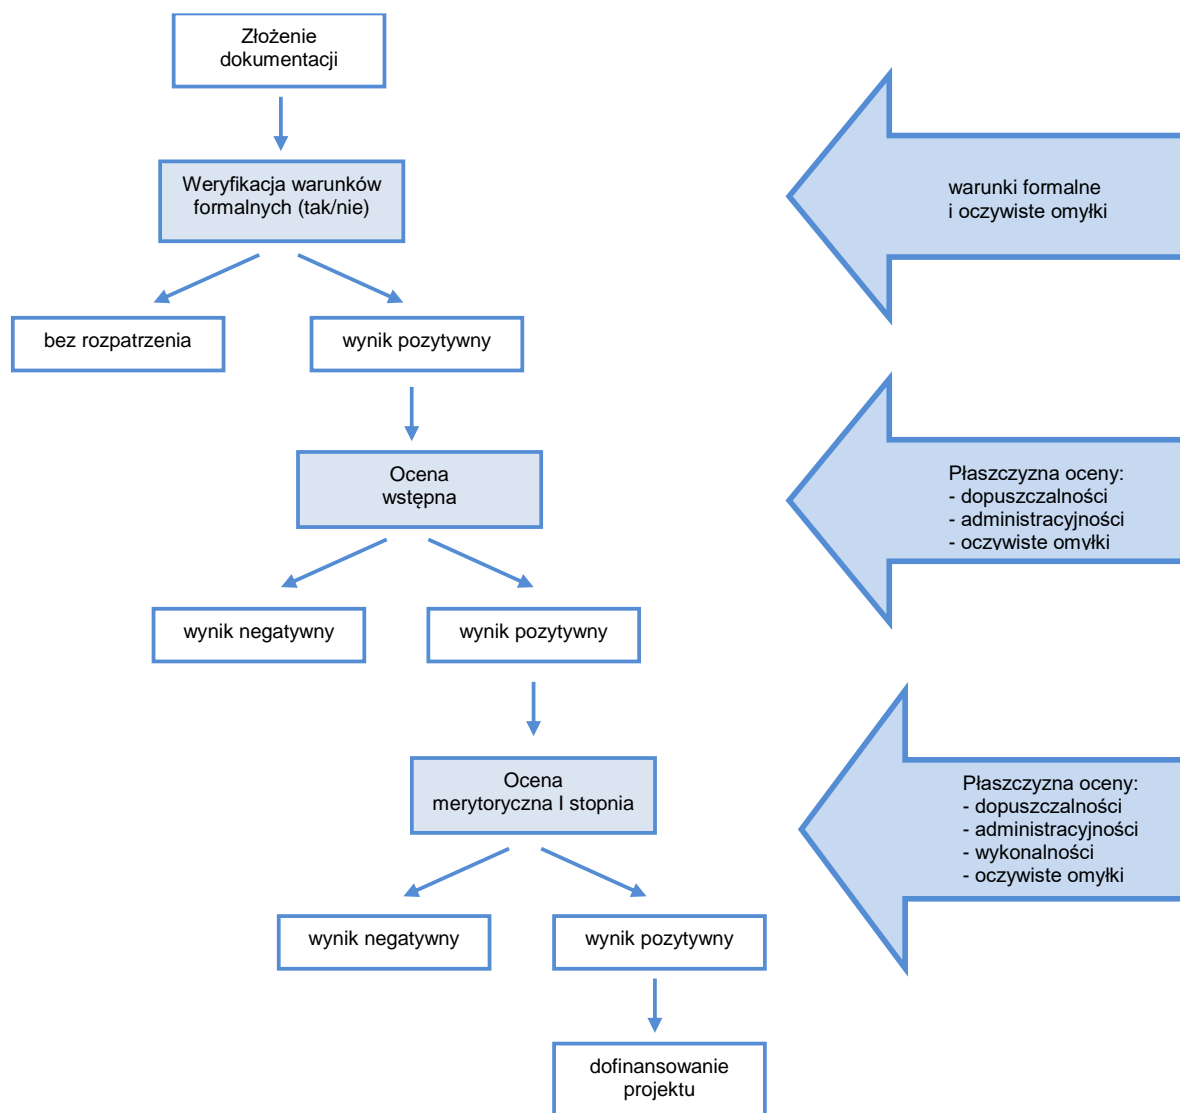 Złożenie
dokumentacji
Weryfikacja warunków
formalnych (tak/nie)
warunki formalne
i oczywiste omyłki
bez rozpatrzenia
wynik pozytywny
Ocena
wstępna
Płaszczyzna oceny:
- dopuszczalności
- administracyjności
- oczywiste omyłki
wynik negatywny
wynik pozytywny
Ocena
merytoryczna I stopnia
Płaszczyzna oceny:
- dopuszczalności
- administracyjności
- wykonalności
- oczywiste omyłki
wynik negatywny
wynik pozytywny
dofinansowanie
projektu